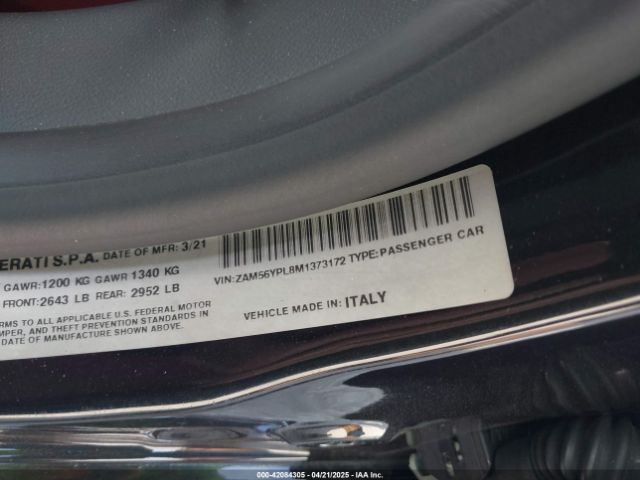 ERATI S.P.A. DATE OF MFR: 3/21
GAWR:1200 KG GAWR 1340 KG
FRONT:2643 LB REAR: 2952 LB
RMS TO ALL APPLICABLE U.S. FEDERAL MOTOR
MPER, AND THEFT PREVENTION STANDARDS IN
DATE OF MANUFACTURE SHOWN ABOVE.
VIN:ZAM56YPL8M1373172 TYPE:PASSENGER CAR
VEHICLE MADE IN: ITALY
000-42084305 - 04/21/2025 - IAA Inc.